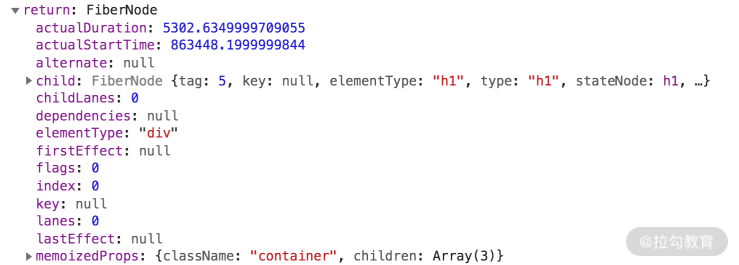 ▼return: FiberNode
actualDuration: 5302.6349999709055
actualStartTime: 863448.1999999844
alternate: null
▶child: FiberNode {tag: 5, key: null, elementType: "h1", type: "h1", stateNode: h1, …}
childLanes: 0
dependencies: null
elementType: "div"
firstEffect: null
flags: 0
index: 0
key: null
lanes: 0
lastEffect: null
▶memoizedProps: {className: "container", children: Array(3)}
@拉勾教育